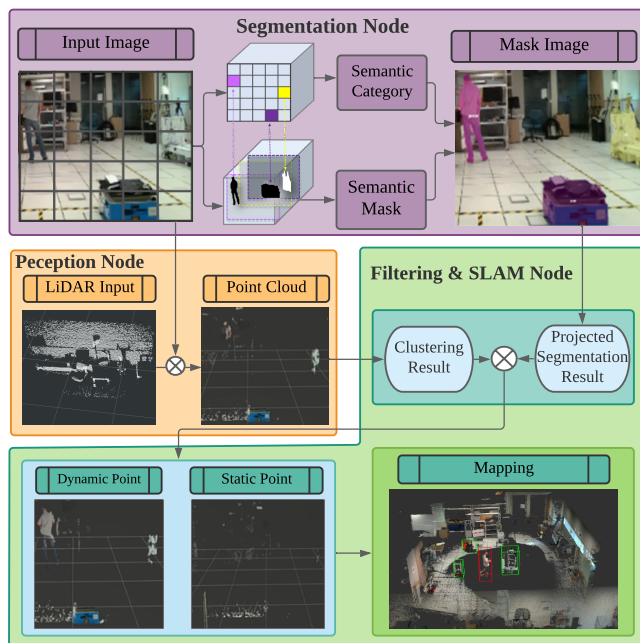 Segmentation Node
Input Image
Semantic
Category
Semantic
Mask
Mask Image
Peception Node
LiDAR Input
Point Cloud
Filtering & SLAM Node
Clustering
Result
Projected
Segmentation
Result
Dynamic Point
Static Point
Mapping